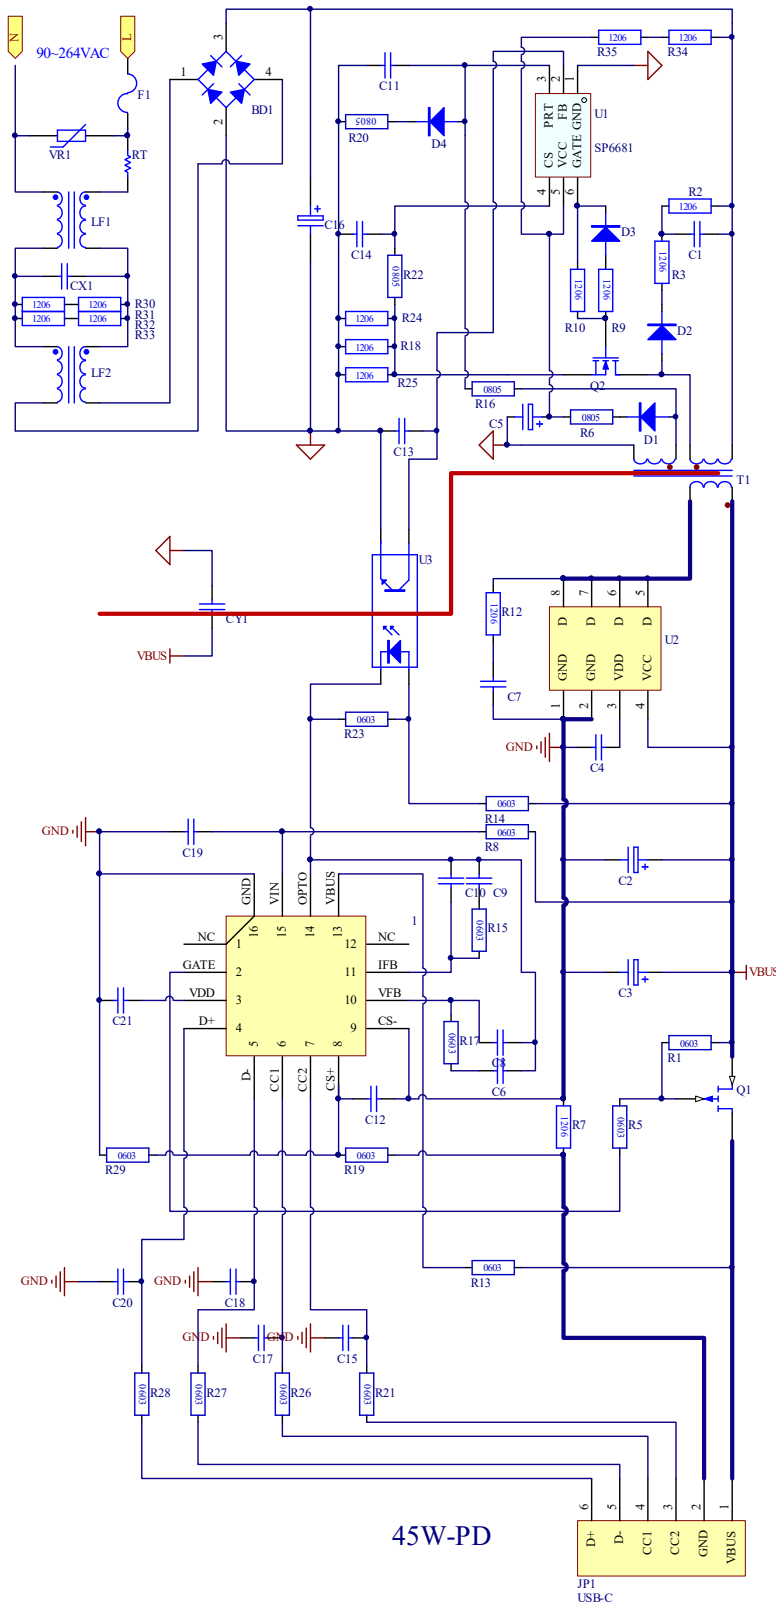 N
L
90~264VAC
F1
VR1
RT
LF1
CX1
1206
1206
1206
1206
R30
R31
R32
R33
LF2
3
1
4
2
BD1
C16
C11
0805
R20
D4
C14
0805
R22
1206
R24
1206
R18
1206
R25
C13
1206
R35
1206
R34
3
2
1
PRT
FB
GND
U1
SP6681
CS
VCC
GATE
4
5
6
1206
R2
C1
D3
1206
R3
1206
R10
1206
R9
D2
Q2
0805
R16
C5
0805
R6
D1
T1
U3
CY1
VBUS
1206
R12
C7
8
7
6
5
D
D
D
D
U2
GND
GND
VDD
VCC
1
2
3
4
GND
C4
0603
R23
0603
R14
0603
R8
GND
C19
C2
C3
VBUS
GND
VIN
OPTO
VBUS
16
15
14
13
1
NC
1
GATE
2
VDD
3
D+
4
12
NC
11
IFB
10
VFB
9
CS-
5
6
7
8
D-
CC1
CC2
CS+
C10
C9
0603
R15
0603
R17
C8
C6
C21
C12
0603
R1
Q1
1206
R7
0603
R5
0603
R29
0603
R19
0603
R13
GND
C20
GND
C18
GND
C17
GND
C15
0603
R28
0603
R27
0603
R26
0603
R21
45W-PD
6
5
4
3
2
1
D+
D-
CC1
CC2
GND
VBUS
JP1
USB-C